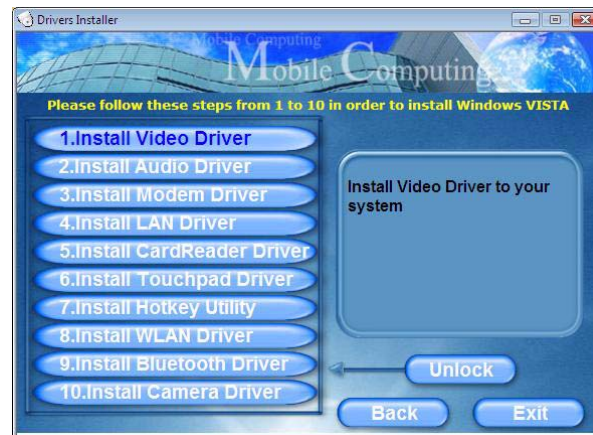 Drivers Installer
Mobile Computing
Mobile Computing
Please follow these steps from 1 to 10 in order to install Windows VISTA
1.Install Video Driver
2.Install Audio Driver
3.Install Modem Driver
4.Install LAN Driver
5.Install CardReader Driver
6.Install Touchpad Driver
7.Install Hotkey Utility
8.Install WLAN Driver
9.Install Bluetooth Driver
10.Install Camera Driver
Install Video Driver to your
system
Unlock
Back
Exit